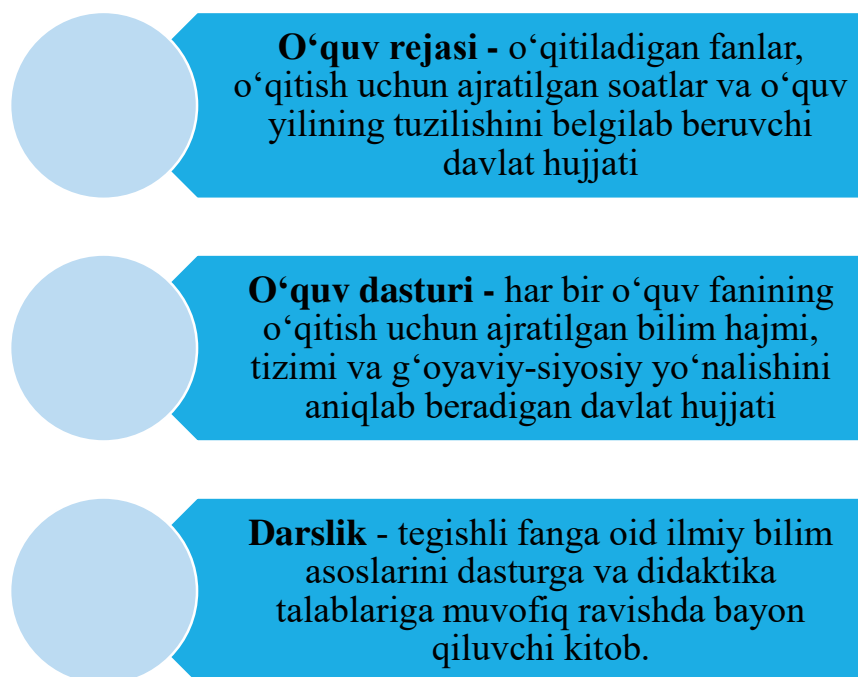 O‘quv rejasi - o‘qitiladigan fanlar,
o‘qitish uchun ajratilgan soatlar va o‘quv
yilining tuzilishini belgilab beruvchi
davlat hujjati
O‘quv dasturi - har bir o‘quv fanining
o‘qitish uchun ajratilgan bilim hajmi,
tizimi va g‘oyaviy-siyosiy yo‘nalishini
aniqlab beradigan davlat hujjati
Darslik - tegishli fanga oid ilmiy bilim
asoslarini dasturga va didaktika
talablariga muvofiq ravishda bayon
qiluvchi kitob.